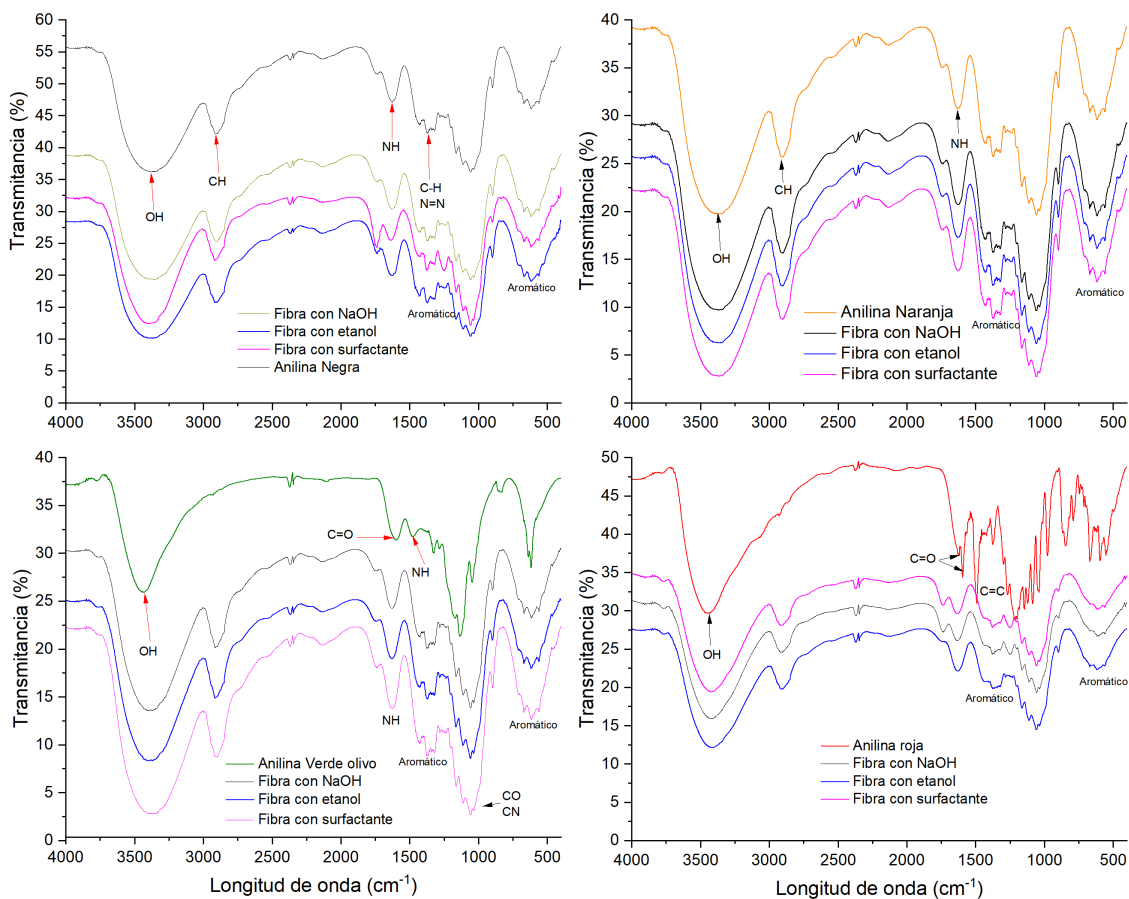 Transmitancia (%)
60
55
50
45
40
35
30
25
20
15
10
5
0
OH
CH
NH
C-H
N=N
Aromático
Aromático
Fibra con NaOH
Fibra con etanol
Fibra con surfactante
Anilina Negra
4000 3500 3000 2500 2000 1500 1000 500
Transmitancia (%)
40
35
30
25
20
15
10
5
0
OH
CH
NH
Aromático
Aromático
Anilina Naranja
Fibra con NaOH
Fibra con etanol
Fibra con surfactante
4000 3500 3000 2500 2000 1500 1000 500
Transmitancia (%)
40
35
30
25
20
15
10
5
0
OH
C=O
NH
NH
Aromático
Aromático
CO
CN
Anilina Verde olivo
Fibra con NaOH
Fibra con etanol
Fibra con surfactante
4000 3500 3000 2500 2000 1500 1000 500
Longitud de onda (cm-1)
Transmitancia (%)
50
45
40
35
30
25
20
15
10
5
0
OH
C=O
C=C
Aromático
Aromático
Anilina roja
Fibra con NaOH
Fibra con etanol
Fibra con surfactante
4000 3500 3000 2500 2000 1500 1000 500
Longitud de onda (cm-1)